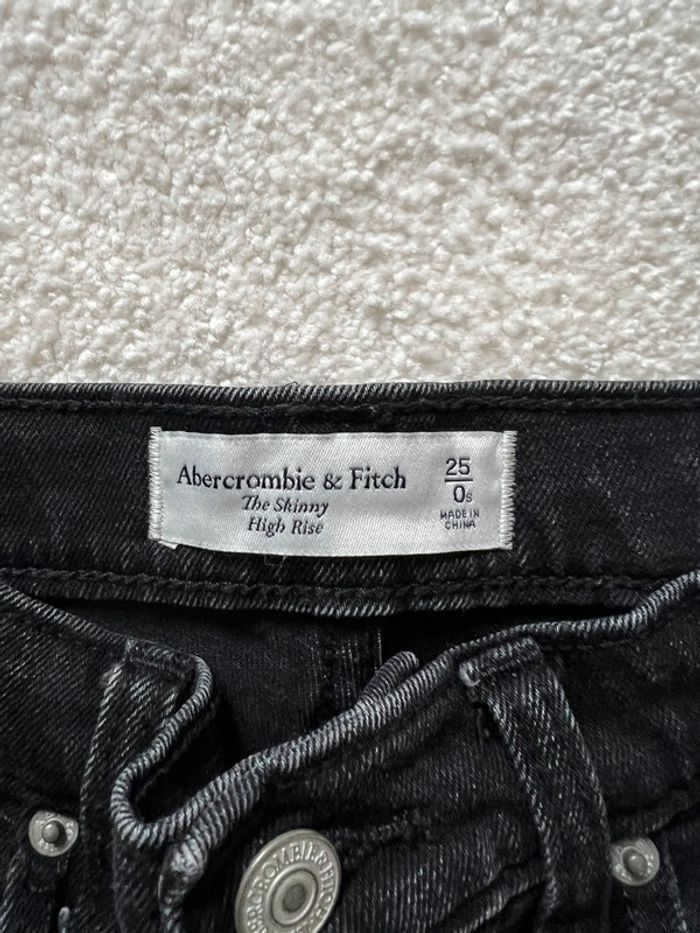 Abercrombie & Fitch
The Skinny
High Rise
25
0s
MADE IN
CHINA